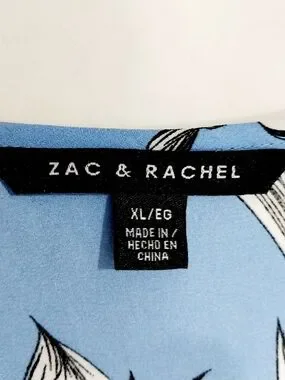 ZAC & RACHEL
XL/EG
MADE IN /
HECHO EN
CHINA